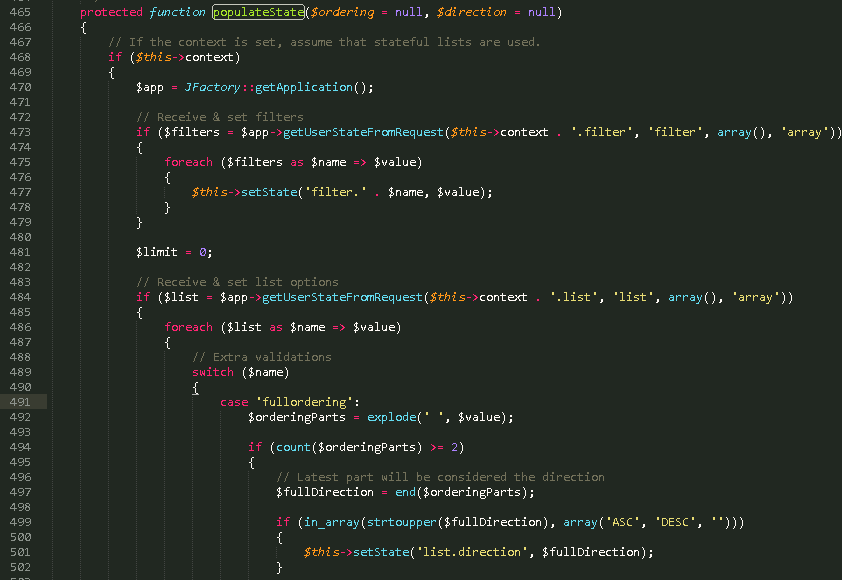 465 protected function populateState($ordering = null, $direction = null)
466 {
467 // If the context is set, assume that stateful lists are used.
468 if ($this->context)
469 {
470 $app = JFactory::getApplication();
471
472 // Receive & set filters
473 if ($filters = $app->getUserStateFromRequest($this->context . '.filter', 'filter', array(), 'array'))
474 {
475 foreach ($filters as $name => $value)
476 {
477 $this->setState('filter.' . $name, $value);
478 }
479 }
480
481 $limit = 0;
482
483 // Receive & set list options
484 if ($list = $app->getUserStateFromRequest($this->context . '.list', 'list', array(), 'array'))
485 {
486 foreach ($list as $name => $value)
487 {
488 // Extra validations
489 switch ($name)
490 {
491 case 'fullordering':
492 $orderingParts = explode(' ', $value);
493
494 if (count($orderingParts) >= 2)
495 {
496 // Latest part will be considered the direction
497 $fullDirection = end($orderingParts);
498
499 if (in_array(strtoupper($fullDirection), array('ASC', 'DESC', '')))
500 {
501 $this->setState('list.direction', $fullDirection);
502 }